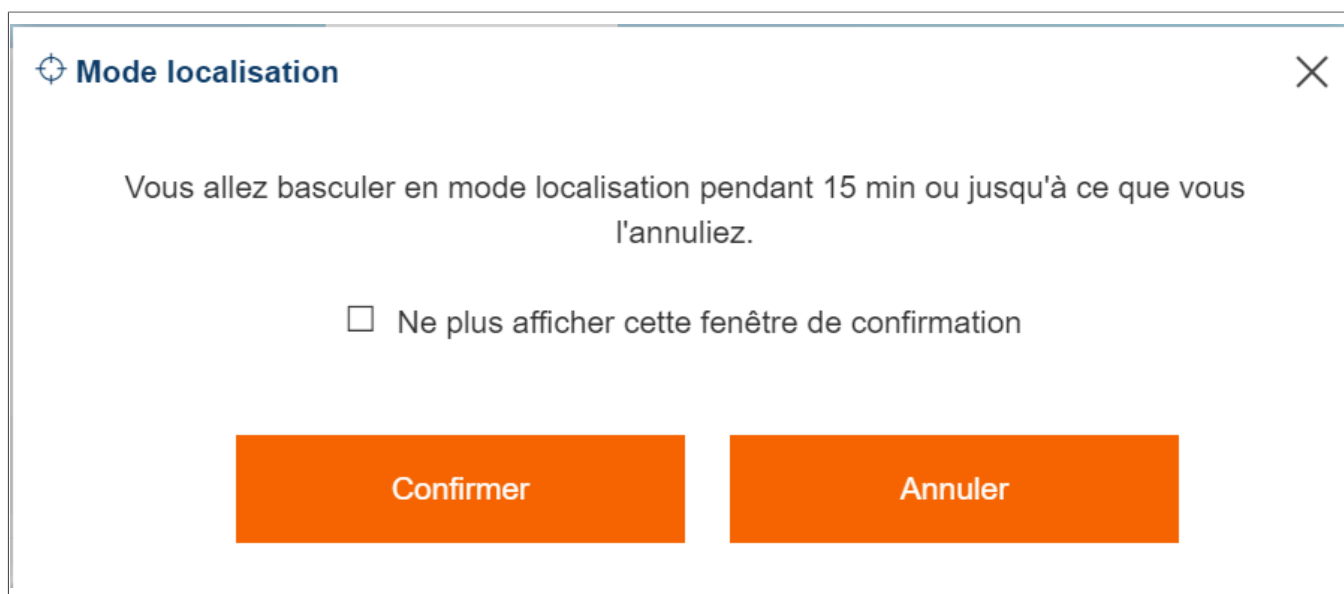 Mode localisation
Vous allez basculer en mode localisation pendant 15 min ou jusqu'à ce que vous
l'annuliez.
Ne plus afficher cette fenêtre de confirmation
Confirmer
Annuler